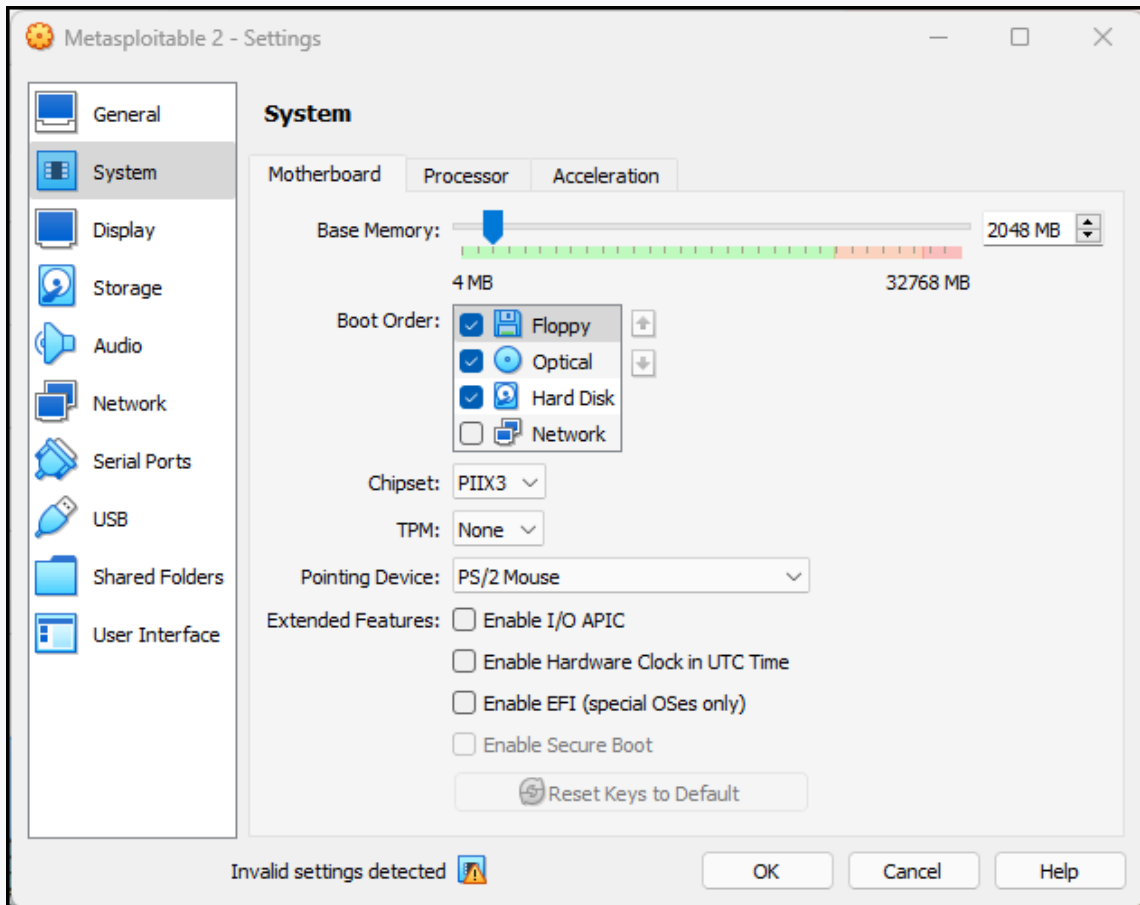 Metasploitable 2 - Settings
General
System
Display
Storage
Audio
Network
Serial Ports
USB
Shared Folders
User Interface
System
Motherboard Processor Acceleration
Base Memory: 2048 MB
4 MB 32768 MB
Boot Order: Floppy
Optical
Hard Disk
Network
Chipset: PIIX3
TPM: None
Pointing Device: PS/2 Mouse
Extended Features: Enable I/O APIC
Enable Hardware Clock in UTC Time
Enable EFI (special OSes only)
Enable Secure Boot
Reset Keys to Default
Invalid settings detected OK Cancel Help